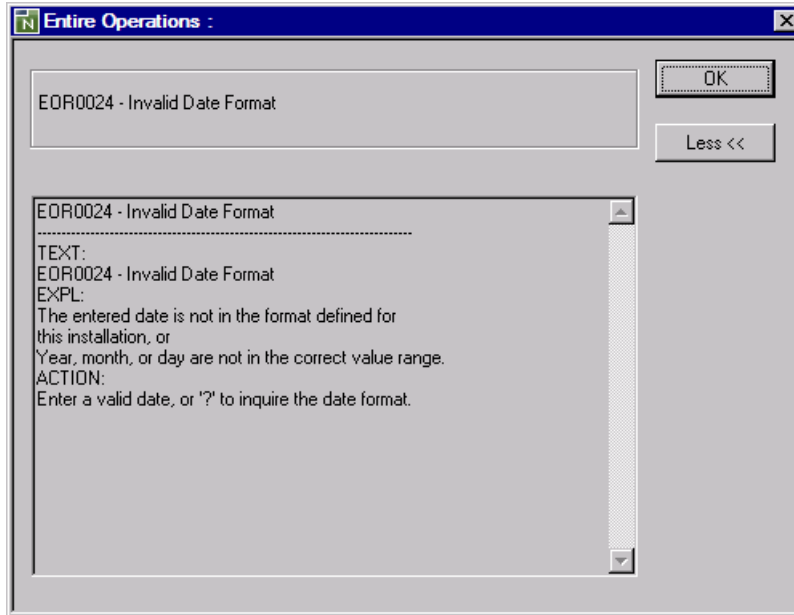 Entire Operations :
EOR0024 - Invalid Date Format
OK
Less <<
EOR0024 - Invalid Date Format
------------------------------------------------------------------------------------
TEXT:
EOR0024 - Invalid Date Format
EXPL:
The entered date is not in the format defined for
this installation, or
Year, month, or day are not in the correct value range.
ACTION:
Enter a valid date, or '?' to inquire the date format.